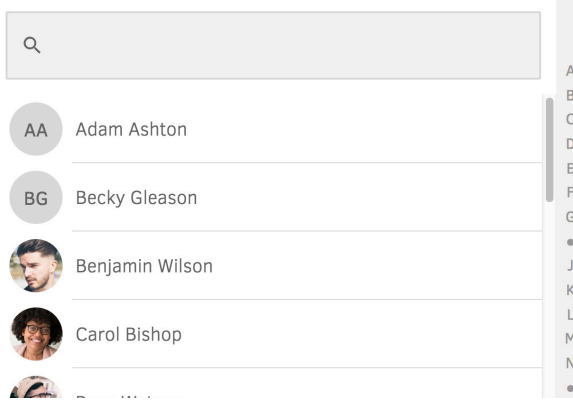 AA Adam Ashton
BG Becky Gleason
Benjamin Wilson
Carol Bishop
A
B
C
D
E
F
G
J
K
L
M
N